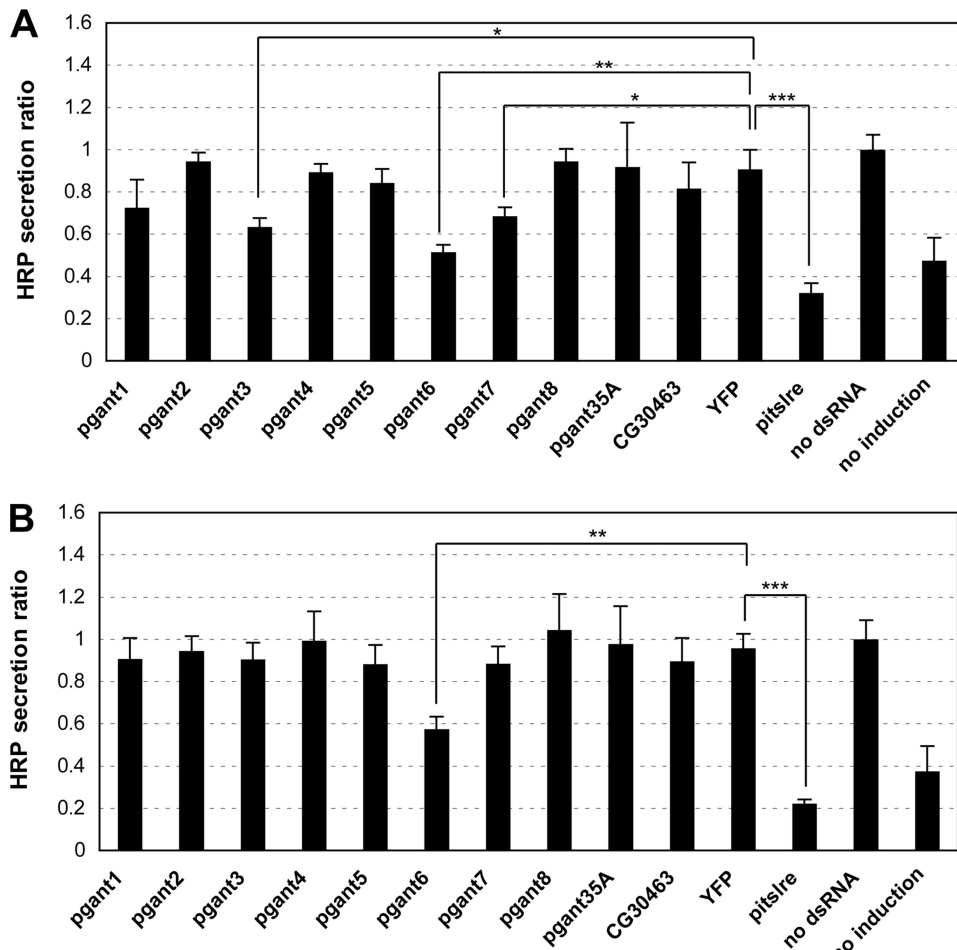 A
HRP secretion ratio
1.6
1.4
1.2
1
0.8
0.6
0.4
0.2
0
*
**
*
***
pgant1
pgant2
pgant3
pgant4
pgant5
pgant6
pgant7
pgant8
pgant35A
CG30463
YFP
pitslre
no dsRNA
no induction
B
HRP secretion ratio
1.6
1.4
1.2
1
0.8
0.6
0.4
0.2
0
**
***
pgant1
pgant2
pgant3
pgant4
pgant5
pgant6
pgant7
pgant8
pgant35A
CG30463
YFP
pitslre
no dsRNA
no induction